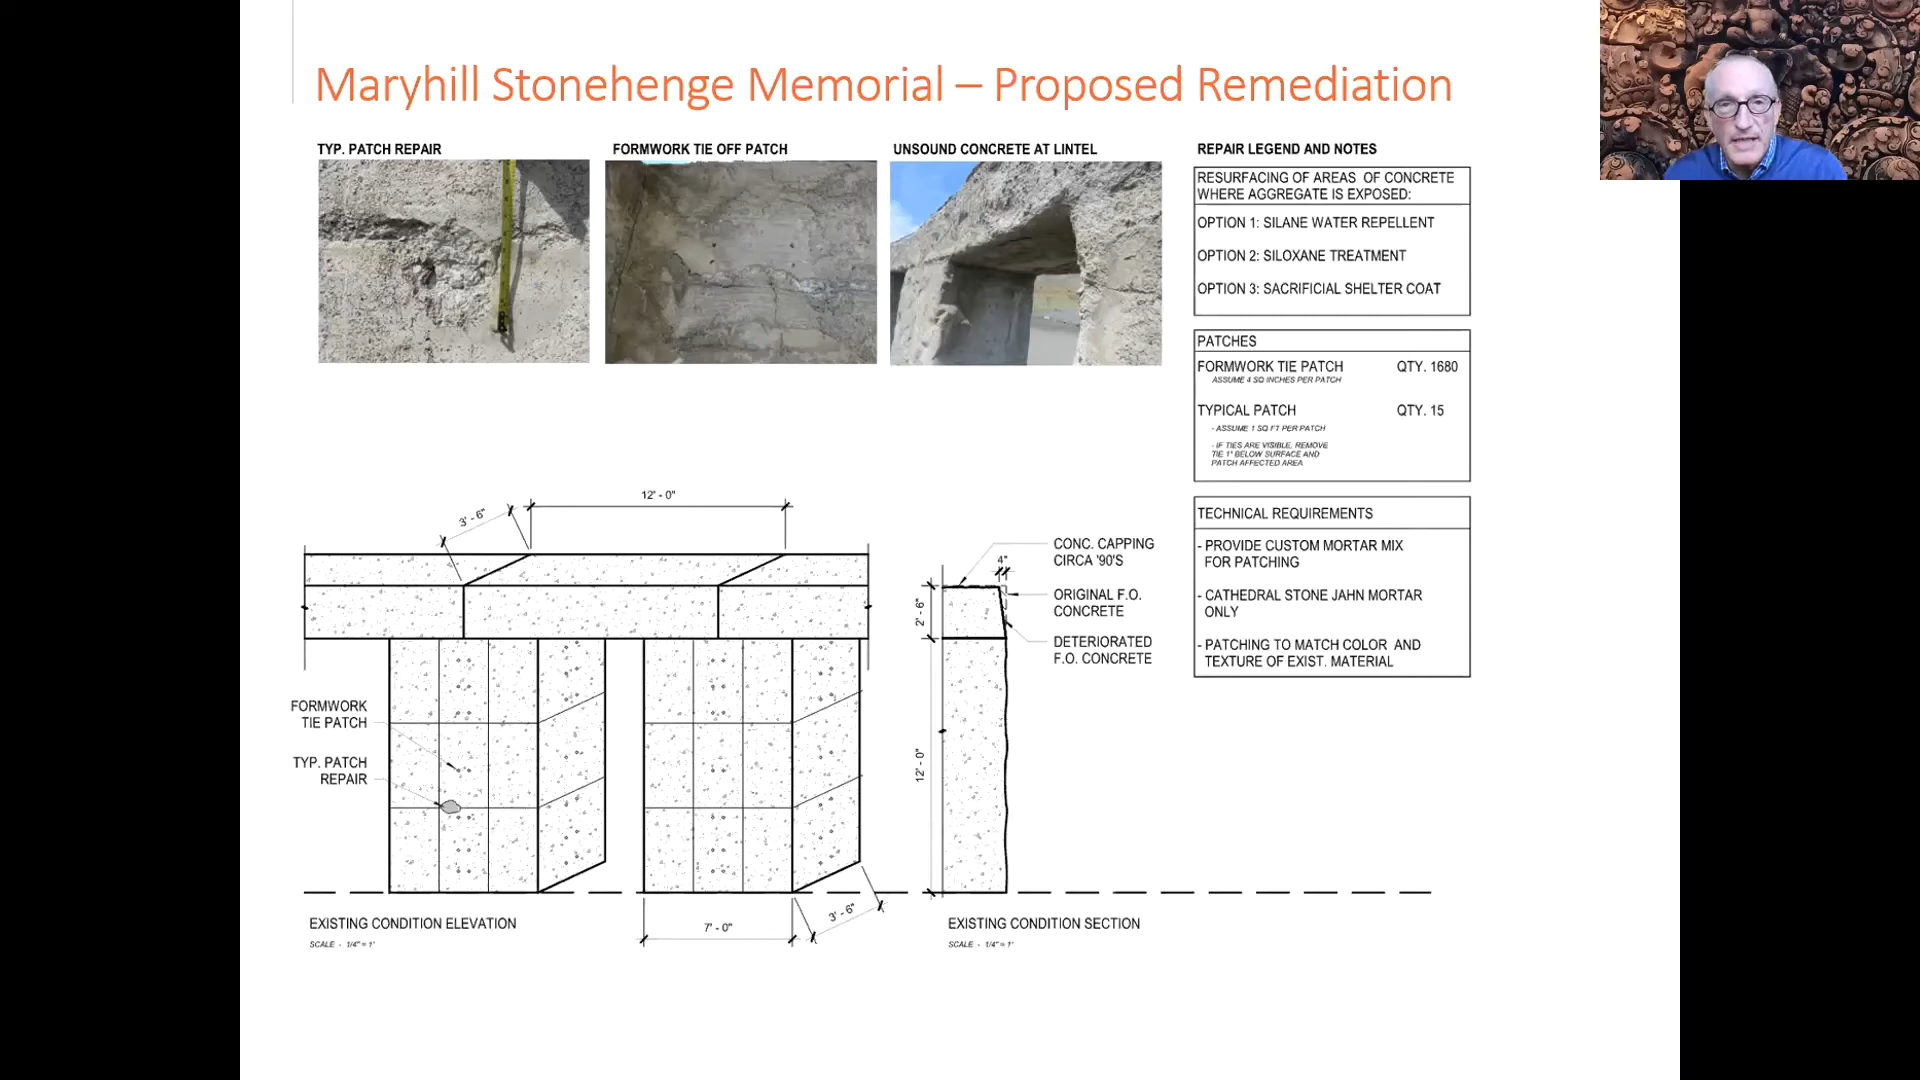 Maryhill Stonehenge Memorial – Proposed Remediation
TYP. PATCH REPAIR
FORMWORK TIE OFF PATCH
UNSOUND CONCRETE AT LINTEL
REPAIR LEGEND AND NOTES
RESURFACING OF AREAS OF CONCRETE
WHERE AGGREGATE IS EXPOSED:
OPTION 1: SILANE WATER REPELLENT
OPTION 2: SILOXANE TREATMENT
OPTION 3: SACRIFICIAL SHELTER COAT
PATCHES
FORMWORK TIE PATCH QTY. 1680
ASSUME 4 SQ INCHES PER PATCH
TYPICAL PATCH QTY. 15
- ASSUME 1 SQ FT PER PATCH
- IF TIES ARE VISIBLE, REMOVE
TIE 1" BELOW SURFACE AND
PATCH AFFECTED AREA
TECHNICAL REQUIREMENTS
- PROVIDE CUSTOM MORTAR MIX
FOR PATCHING
- CATHEDRAL STONE JAHN MORTAR
ONLY
- PATCHING TO MATCH COLOR AND
TEXTURE OF EXIST. MATERIAL
12' - 0"
3' - 6"
FORMWORK
TIE PATCH
TYP. PATCH
REPAIR
7' - 0"
3' - 6"
EXISTING CONDITION ELEVATION
SCALE - 1/4" = 1'
CONC. CAPPING
CIRCA '90'S
4"
ORIGINAL F.O.
CONCRETE
2' - 6"
DETERIORATED
F.O. CONCRETE
12' - 0"
EXISTING CONDITION SECTION
SCALE - 1/4" = 1'